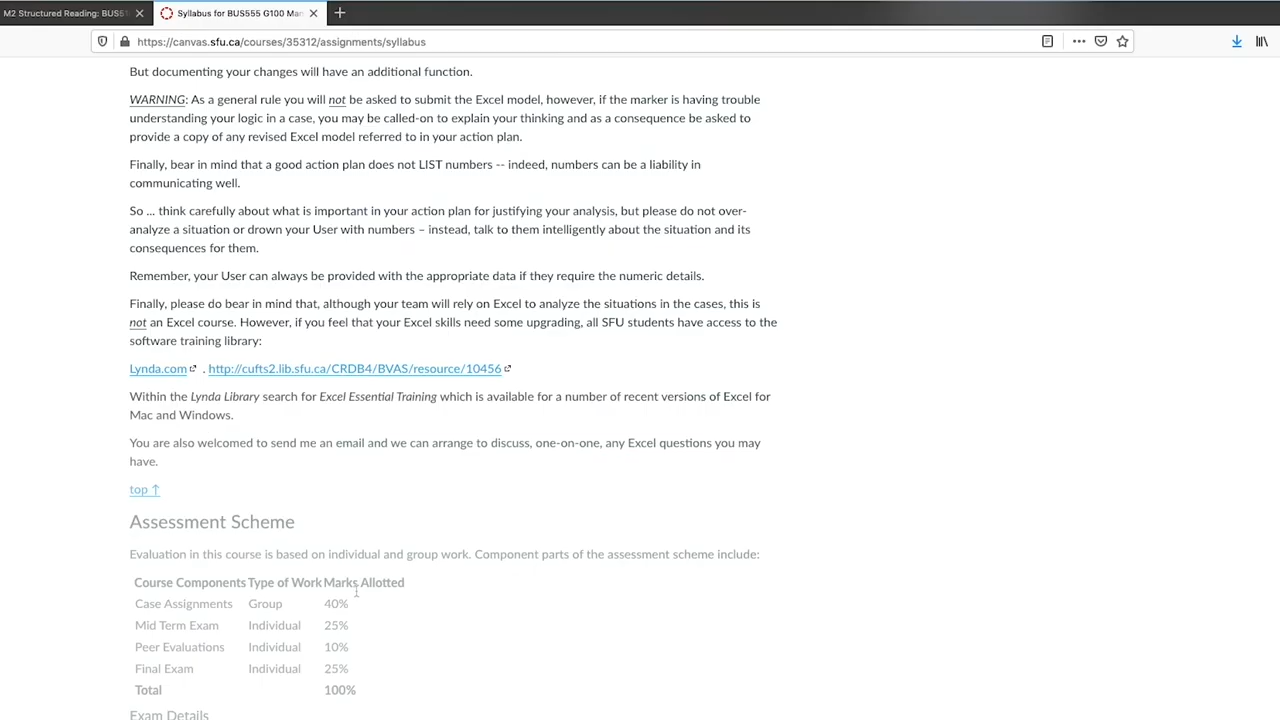 M2 Structured Reading: BUS5
Syllabus for BUS555 G100 Man
https://canvas.sfu.ca/courses/35312/assignments/syllabus
But documenting your changes will have an additional function.
WARNING: As a general rule you will not be asked to submit the Excel model, however, if the marker is having trouble
understanding your logic in a case, you may be called-on to explain your thinking and as a consequence be asked to
provide a copy of any revised Excel model referred to in your action plan.
Finally, bear in mind that a good action plan does not LIST numbers -- indeed, numbers can be a liability in
communicating well.
So ... think carefully about what is important in your action plan for justifying your analysis, but please do not over-
analyze a situation or drown your User with numbers – instead, talk to them intelligently about the situation and its
consequences for them.
Remember, your User can always be provided with the appropriate data if they require the numeric details.
Finally, please do bear in mind that, although your team will rely on Excel to analyze the situations in the cases, this is
not an Excel course. However, if you feel that your Excel skills need some upgrading, all SFU students have access to the
software training library:
Lynda.com . http://cufts2.lib.sfu.ca/CRDB4/BVAS/resource/10456
Within the Lynda Library search for Excel Essential Training which is available for a number of recent versions of Excel for
Mac and Windows.
You are also welcomed to send me an email and we can arrange to discuss, one-on-one, any Excel questions you may
have.
top ↑
Assessment Scheme
Evaluation in this course is based on individual and group work. Component parts of the assessment scheme include:
Course Components Type of Work Marks Allotted
Case Assignments Group 40%
Mid Term Exam Individual 25%
Peer Evaluations Individual 10%
Final Exam Individual 25%
Total 100%
Exam Details